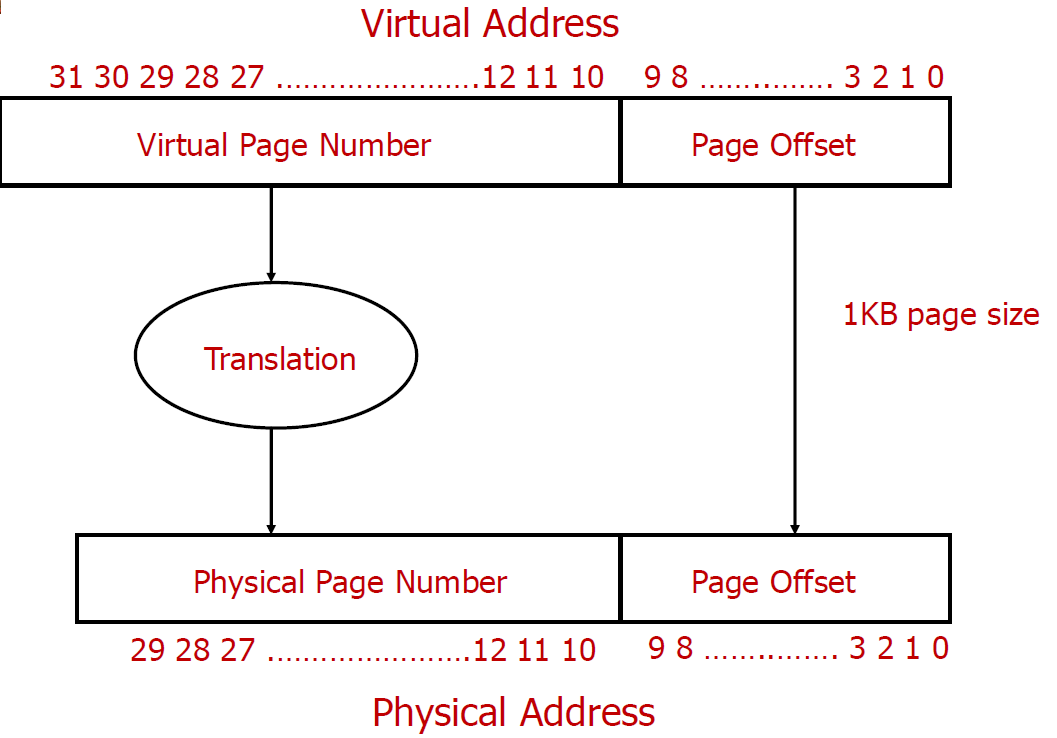 Virtual Address
31 30 29 28 27 ..........................12 11 10 9 8 ................ 3 2 1 0
Virtual Page Number Page Offset
1KB page size
Translation
Physical Page Number Page Offset
29 28 27 ..........................12 11 10 9 8 ................ 3 2 1 0
Physical Address